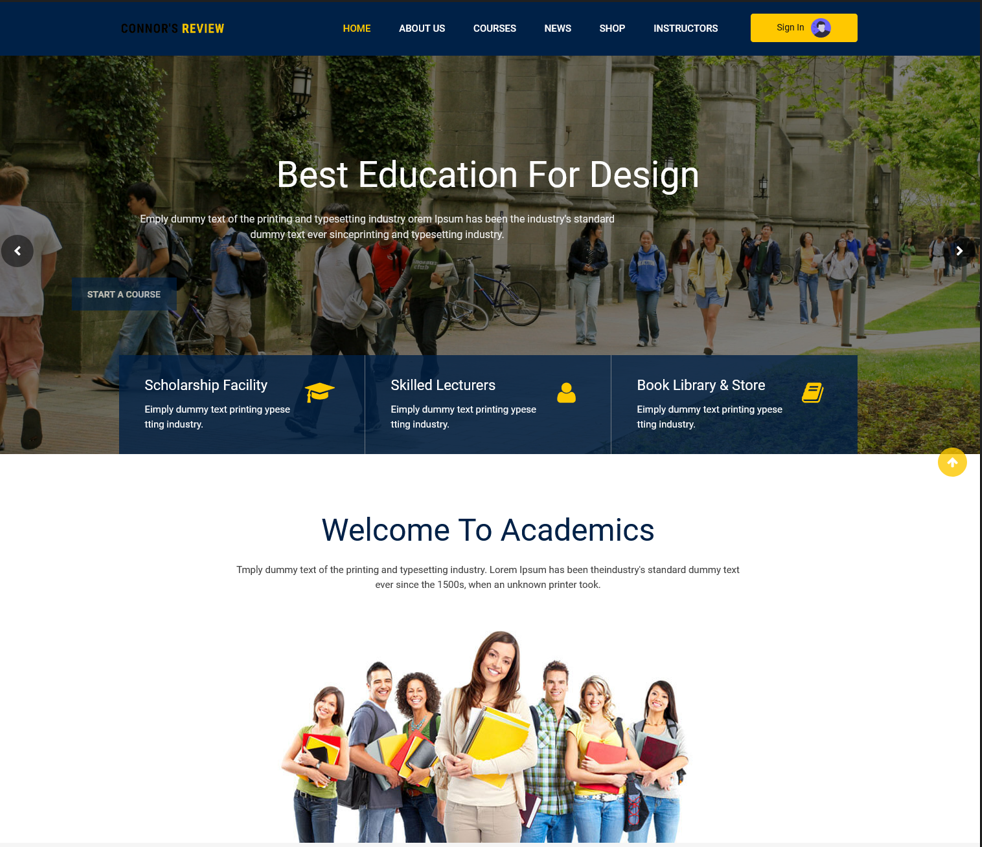 CONNOR'S REVIEW
HOME ABOUT US COURSES NEWS SHOP INSTRUCTORS Sign In
Best Education For Design
Emply dummy text of the printing and typesetting industry orem Ipsum has been the industry's standard
dummy text ever sinceprinting and typesetting industry.
START A COURSE
Scholarship Facility
Eimply dummy text printing ypese
tting industry.
Skilled Lecturers
Eimply dummy text printing ypese
tting industry.
Book Library & Store
Eimply dummy text printing ypese
tting industry.
Welcome To Academics
Tmply dummy text of the printing and typesetting industry. Lorem Ipsum has been theindustry's standard dummy text
ever since the 1500s, when an unknown printer took.